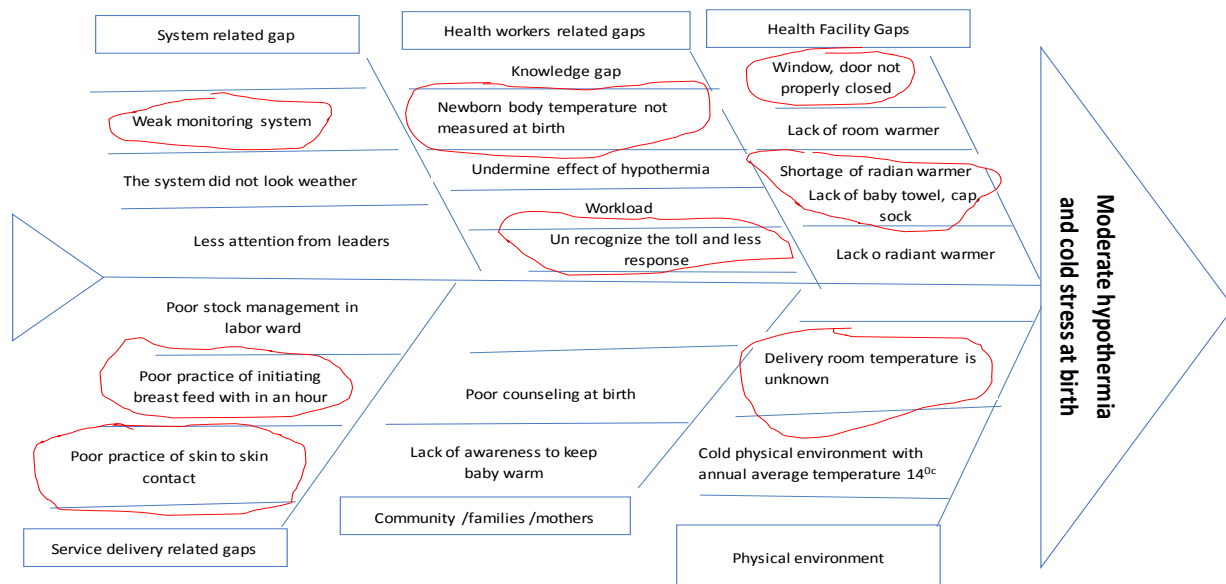 System related gap
Health workers related gaps
Health Facility Gaps
Weak monitoring system
The system did not look weather
Less attention from leaders
Knowledge gap
Newborn body temperature not
measured at birth
Undermine effect of hypothermia
Workload
Un recognize the toll and less
response
Window, door not
properly closed
Lack of room warmer
Shortage of radian warmer
Lack of baby towel, cap,
sock
Lack o radiant warmer
Poor stock management in
labor ward
Poor practice of initiating
breast feed with in an hour
Poor practice of skin to skin
contact
Service delivery related gaps
Poor counseling at birth
Lack of awareness to keep
baby warm
Community /families /mothers
Delivery room temperature is
unknown
Cold physical environment with
annual average temperature 14⁰ᶜ
Physical environment
Moderate hypothermia
and cold stress at birth